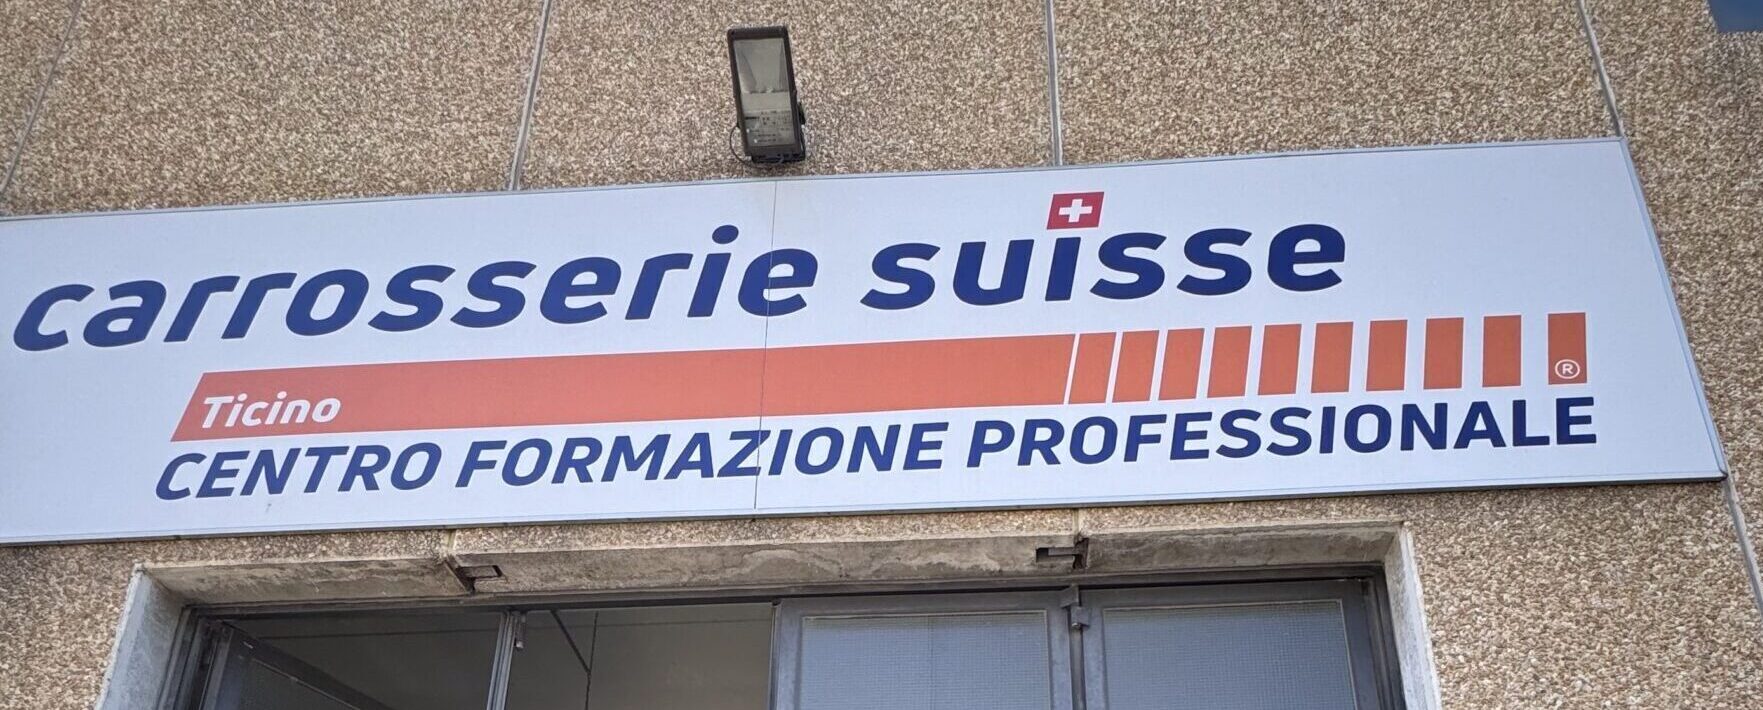 carrosserie suisse
Ticino
®
CENTRO FORMAZIONE PROFESSIONALE